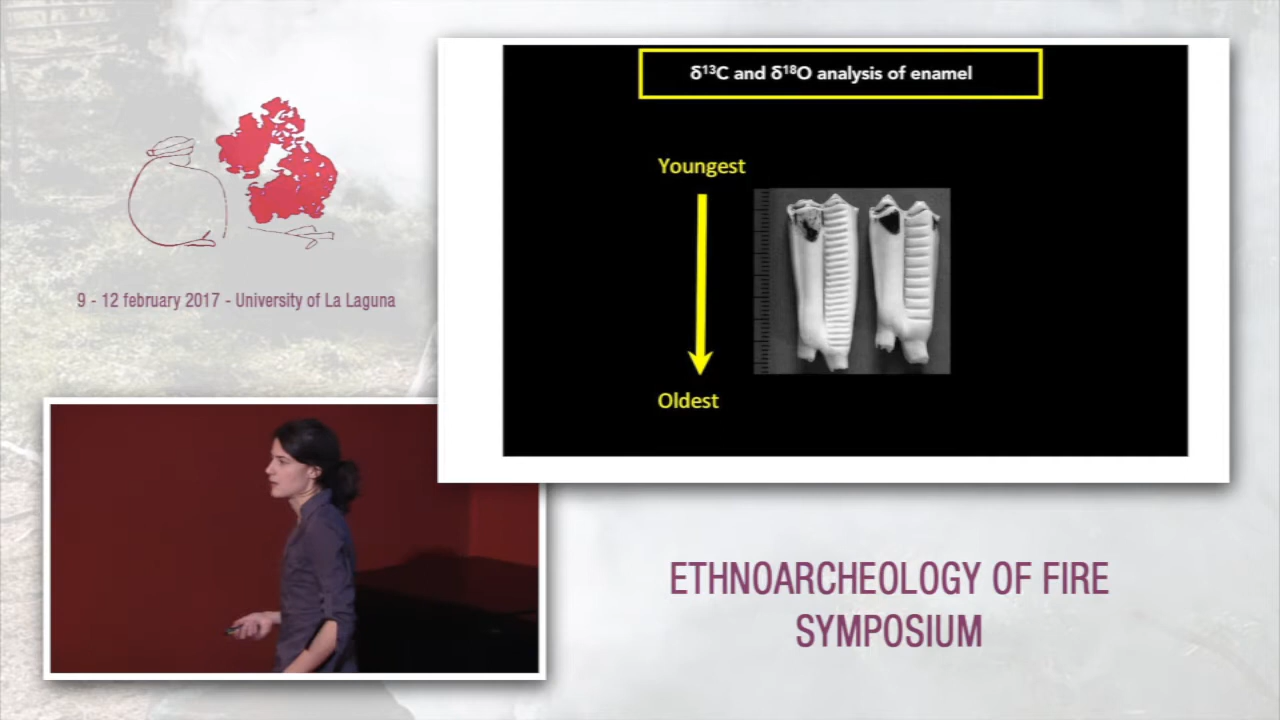 δ¹³C and δ¹⁸O analysis of enamel
Youngest
Oldest
9 - 12 february 2017 - University of La Laguna
ETHNOARCHEOLOGY OF FIRE
SYMPOSIUM